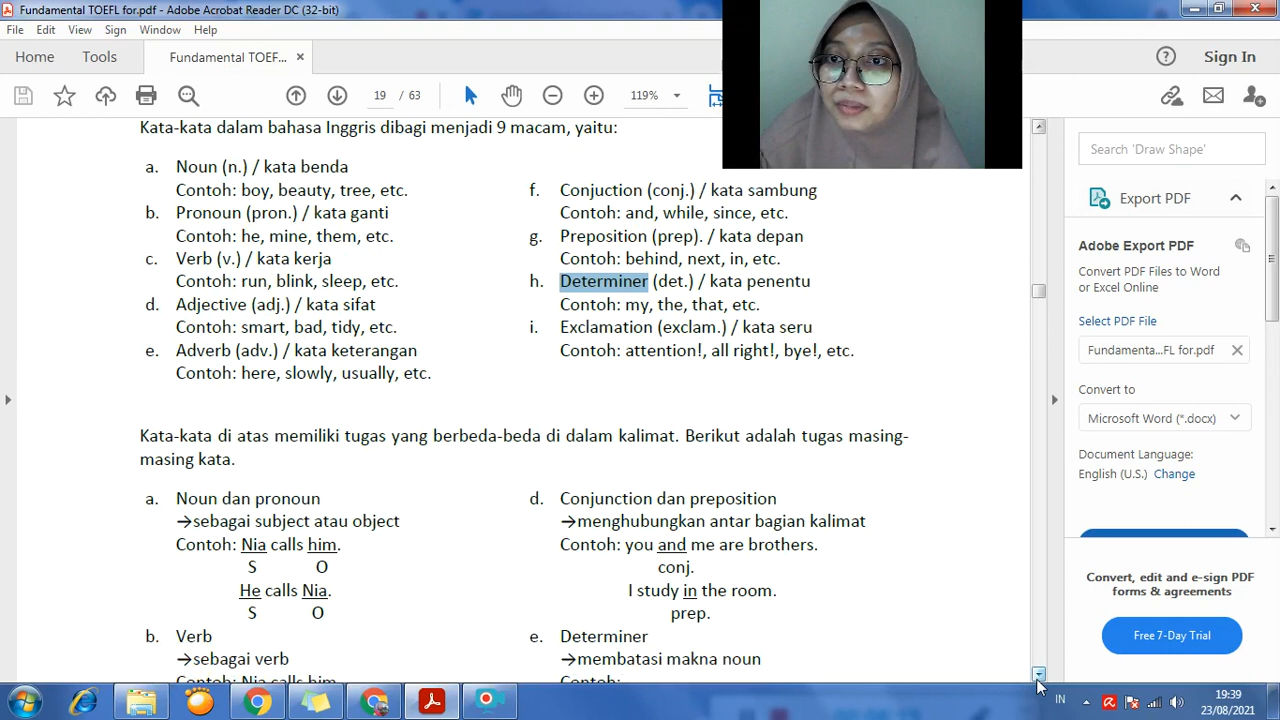 Fundamental TOEFL for.pdf - Adobe Acrobat Reader DC (32-bit)
File Edit View Sign Window Help
Home Tools Fundamental TOEF... × Sign In
19 / 63 119%
Kata-kata dalam bahasa Inggris dibagi menjadi 9 macam, yaitu:
a. Noun (n.) / kata benda
Contoh: boy, beauty, tree, etc.
b. Pronoun (pron.) / kata ganti
Contoh: he, mine, them, etc.
c. Verb (v.) / kata kerja
Contoh: run, blink, sleep, etc.
d. Adjective (adj.) / kata sifat
Contoh: smart, bad, tidy, etc.
e. Adverb (adv.) / kata keterangan
Contoh: here, slowly, usually, etc.
f. Conjuction (conj.) / kata sambung
Contoh: and, while, since, etc.
g. Preposition (prep). / kata depan
Contoh: behind, next, in, etc.
h. Determiner (det.) / kata penentu
Contoh: my, the, that, etc.
i. Exclamation (exclam.) / kata seru
Contoh: attention!, all right!, bye!, etc.
Kata-kata di atas memiliki tugas yang berbeda-beda di dalam kalimat. Berikut adalah tugas masing-
masing kata.
a. Noun dan pronoun
→sebagai subject atau object
Contoh: Nia calls him.
S O
He calls Nia.
S O
b. Verb
→sebagai verb
Contoh: Nia calls him
d. Conjunction dan preposition
→menghubungkan antar bagian kalimat
Contoh: you and me are brothers.
conj.
I study in the room.
prep.
e. Determiner
→membatasi makna noun
Contoh:
Search 'Draw Shape'
Export PDF
Adobe Export PDF
Convert PDF Files to Word
or Excel Online
Select PDF File
Fundamenta...FL for.pdf ×
Convert to
Microsoft Word (*.docx)
Document Language:
English (U.S.) Change
Convert, edit and e-sign PDF
forms & agreements
Free 7-Day Trial
IN
19:39
23/08/2021